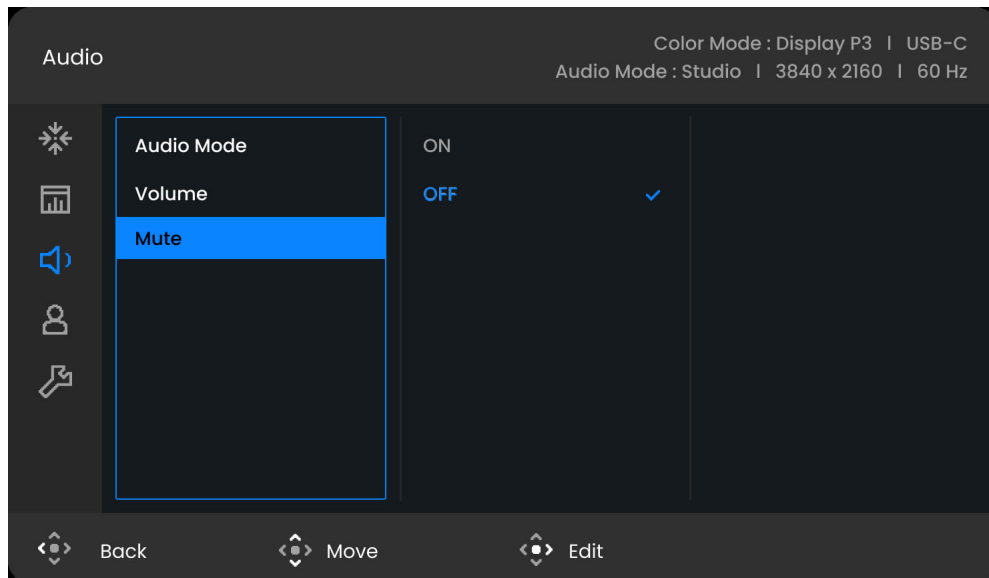 Audio
Color Mode : Display P3 I USB-C
Audio Mode : Studio I 3840 x 2160 I 60 Hz
Audio Mode
Volume
Mute
ON
OFF
Back
Move
Edit